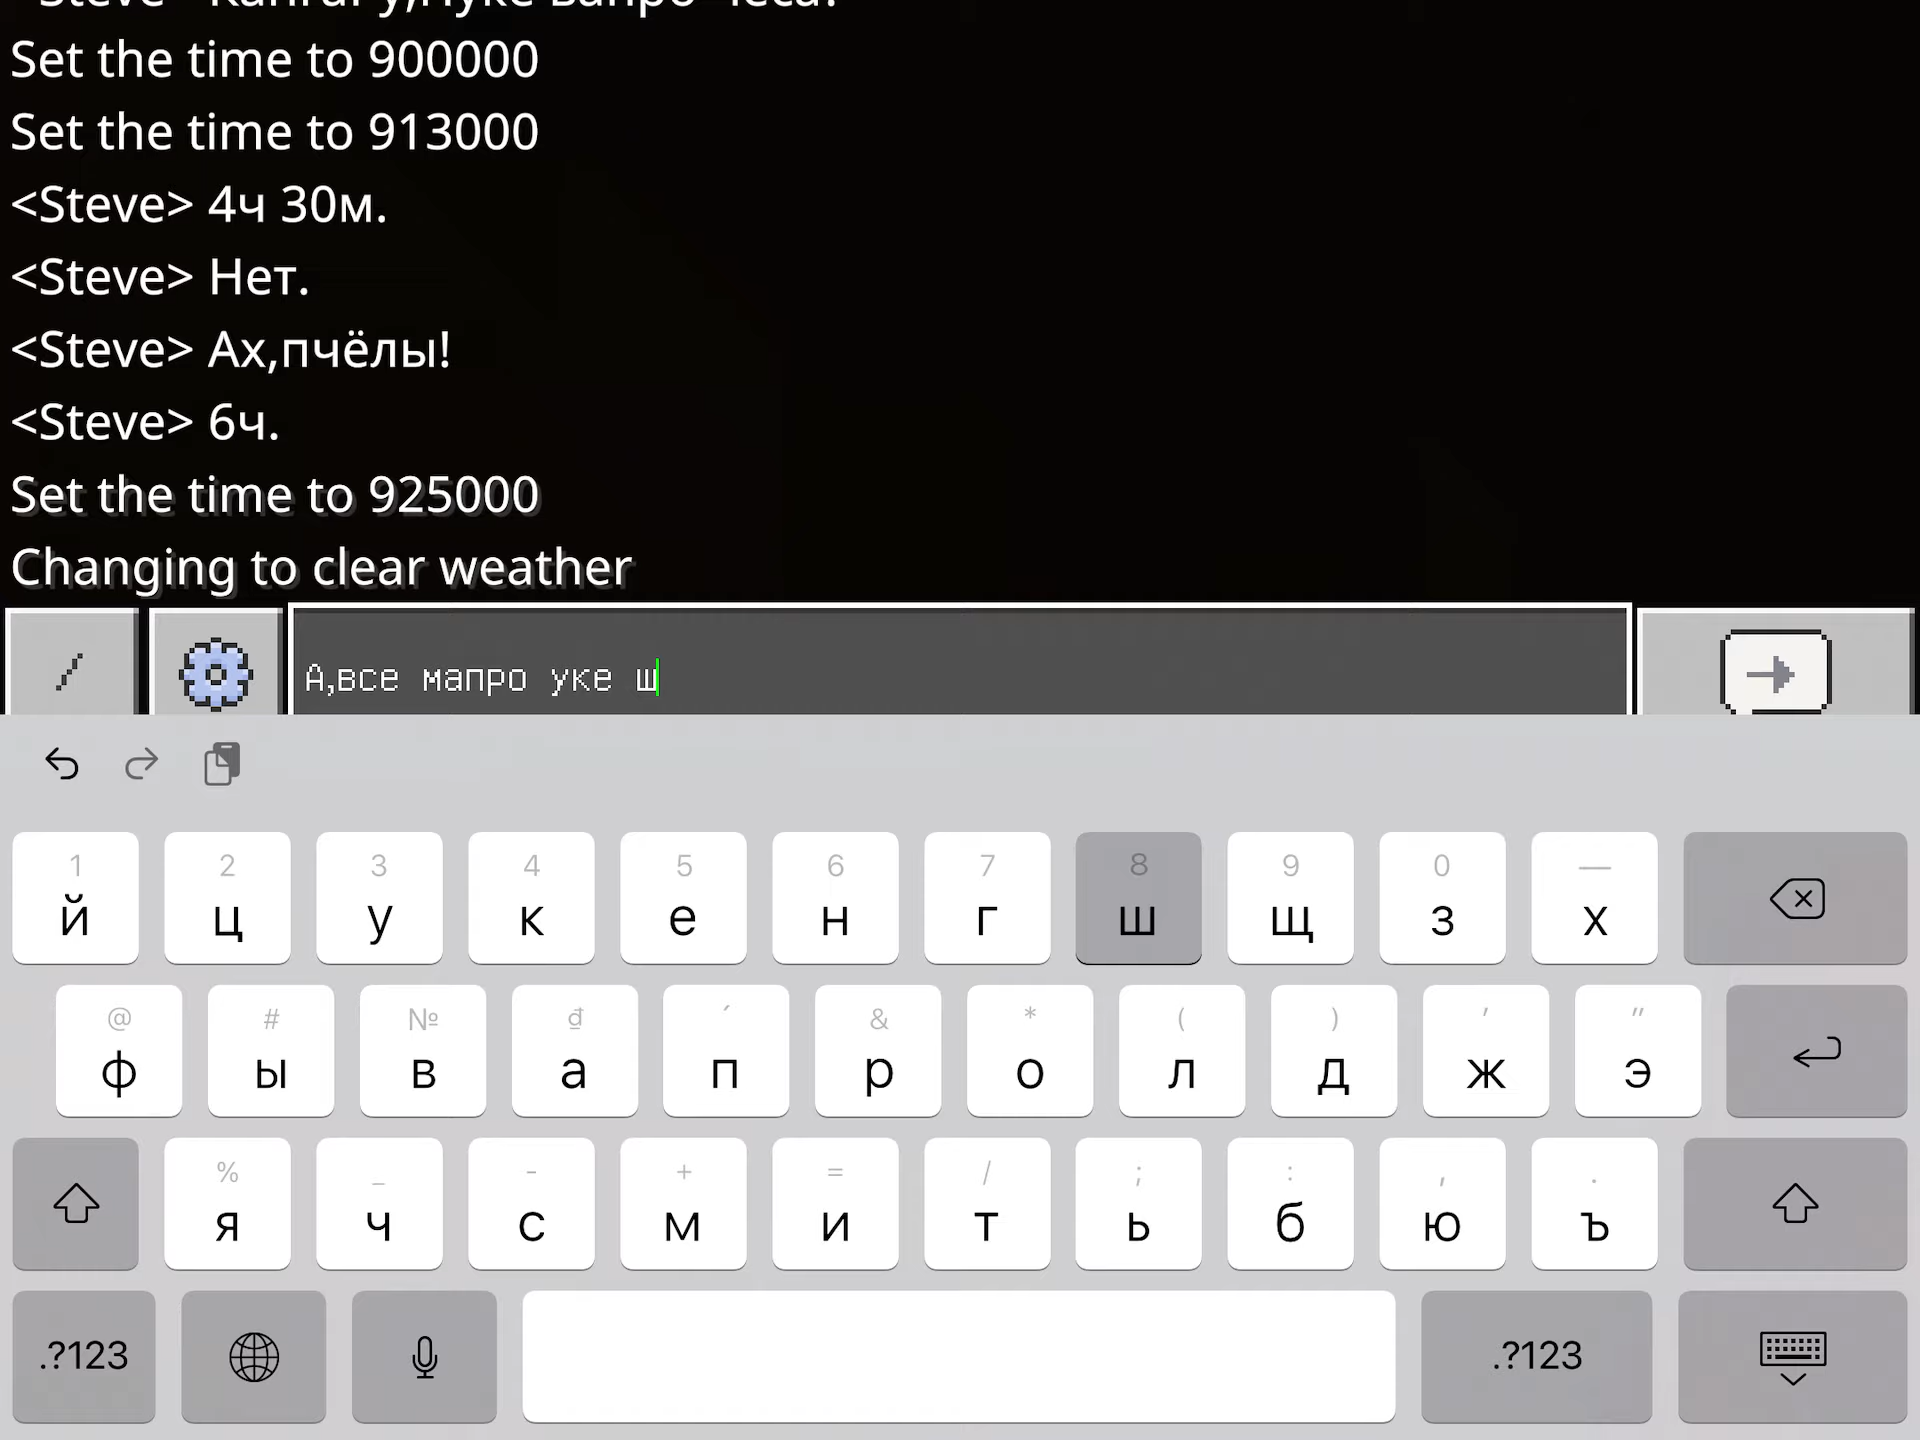 Set the time to 900000
Set the time to 913000
<Steve> 4ч 30м.
<Steve> Нет.
<Steve> Ах,пчёлы!
<Steve> 6ч.
Set the time to 925000
Changing to clear weather
/
А,все мапро уке ш
1 2 3 4 5 6 7 8 9 0 —
й ц у к е н г ш щ з х
@ # № ₫ ´ & * ( ) ' "
ф ы в а п р о л д ж э
% _ - + = / ; : , .
я ч с м и т ь б ю ъ
.?123 .?123